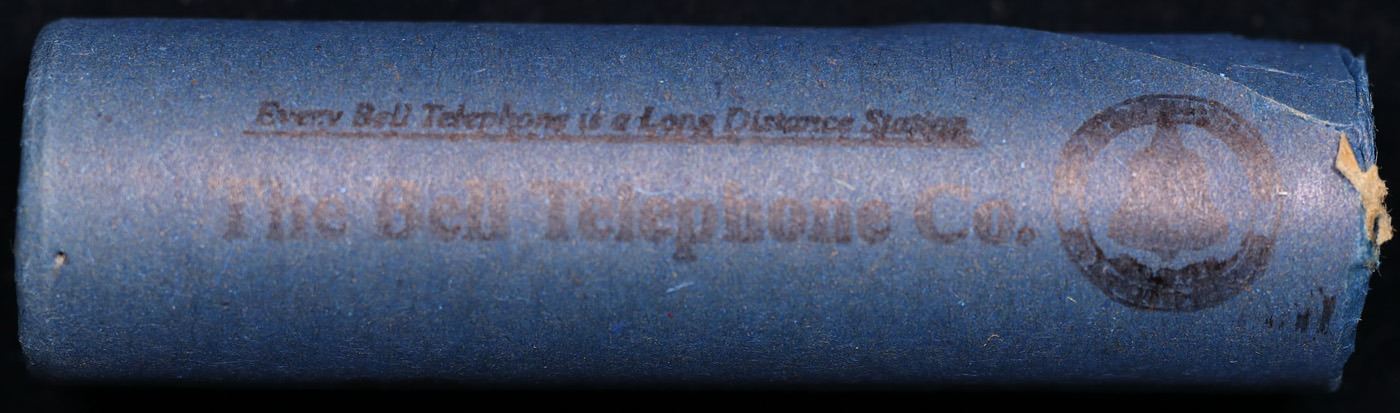 Every Bell Telephone is a Long Distance Station.
The Bell Telephone Co.